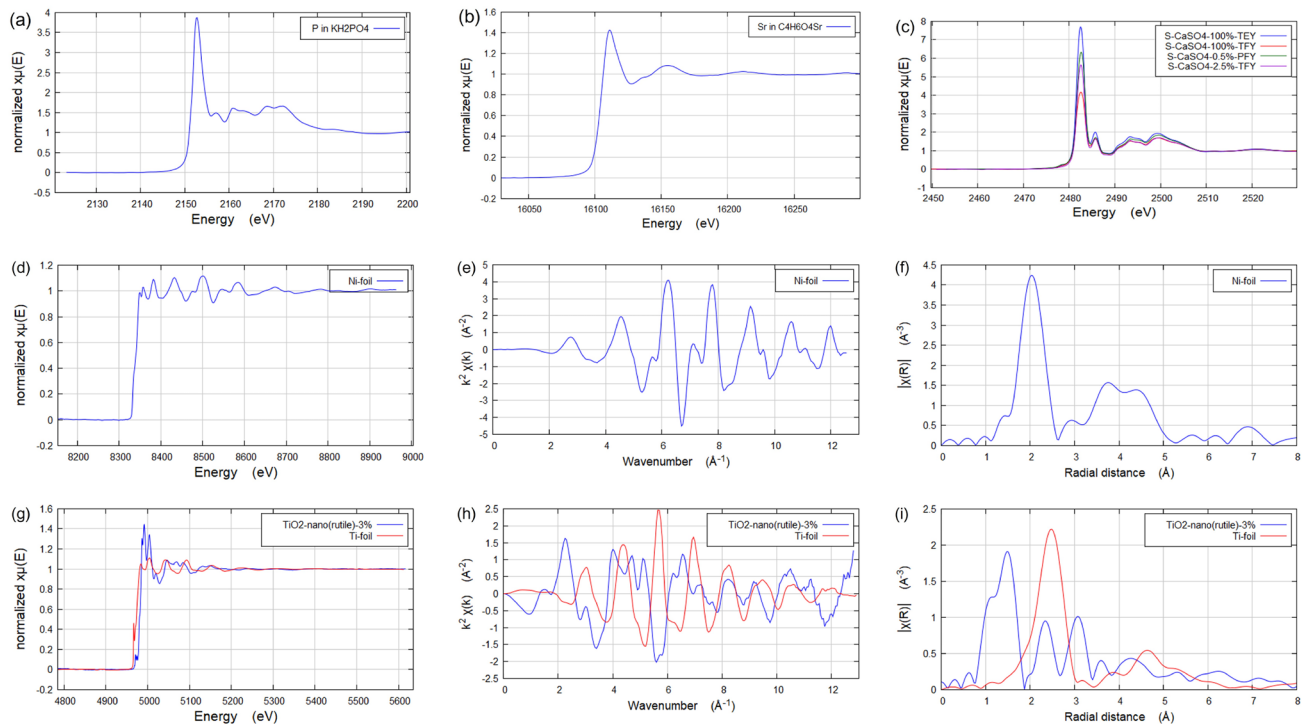 (a)
P in KH2PO4
normalized xμ(E)
4
3.5
3
2.5
2
1.5
1
0.5
0
-0.5
2130 2140 2150 2160 2170 2180 2190 2200
Energy (eV)
(b)
Sr in C4H6O4Sr
normalized xμ(E)
1.6
1.4
1.2
1
0.8
0.6
0.4
0.2
0
-0.2
16050 16100 16150 16200 16250
Energy (eV)
(c)
S-CaSO4-100%-TEY
S-CaSO4-100%-TFY
S-CaSO4-0.5%-PFY
S-CaSO4-2.5%-TFY
normalized xμ(E)
8
7
6
5
4
3
2
1
0
-1
2450 2460 2470 2480 2490 2500 2510 2520
Energy (eV)
(d)
Ni-foil
normalized xμ(E)
1.2
1
0.8
0.6
0.4
0.2
0
-0.2
8200 8300 8400 8500 8600 8700 8800 8900 9000
Energy (eV)
(e)
Ni-foil
k² χ(k) (Å-2)
5
4
3
2
1
0
-1
-2
-3
-4
-5
0 2 4 6 8 10 12
Wavenumber (Å-1)
(f)
Ni-foil
|χ(R)| (Å-3)
4.5
4
3.5
3
2.5
2
1.5
1
0.5
0
0 1 2 3 4 5 6 7 8
Radial distance (Å)
(g)
TiO2-nano(rutile)-3%
Ti-foil
normalized xμ(E)
1.6
1.4
1.2
1
0.8
0.6
0.4
0.2
0
-0.2
4800 4900 5000 5100 5200 5300 5400 5500 5600
Energy (eV)
(h)
TiO2-nano(rutile)-3%
Ti-foil
k² χ(k) (Å-2)
2.5
2
1.5
1
0.5
0
-0.5
-1
-1.5
-2
-2.5
0 2 4 6 8 10 12
Wavenumber (Å-1)
(i)
TiO2-nano(rutile)-3%
Ti-foil
|χ(R)| (Å-3)
2.5
2
1.5
1
0.5
0
0 1 2 3 4 5 6 7 8
Radial distance (Å)